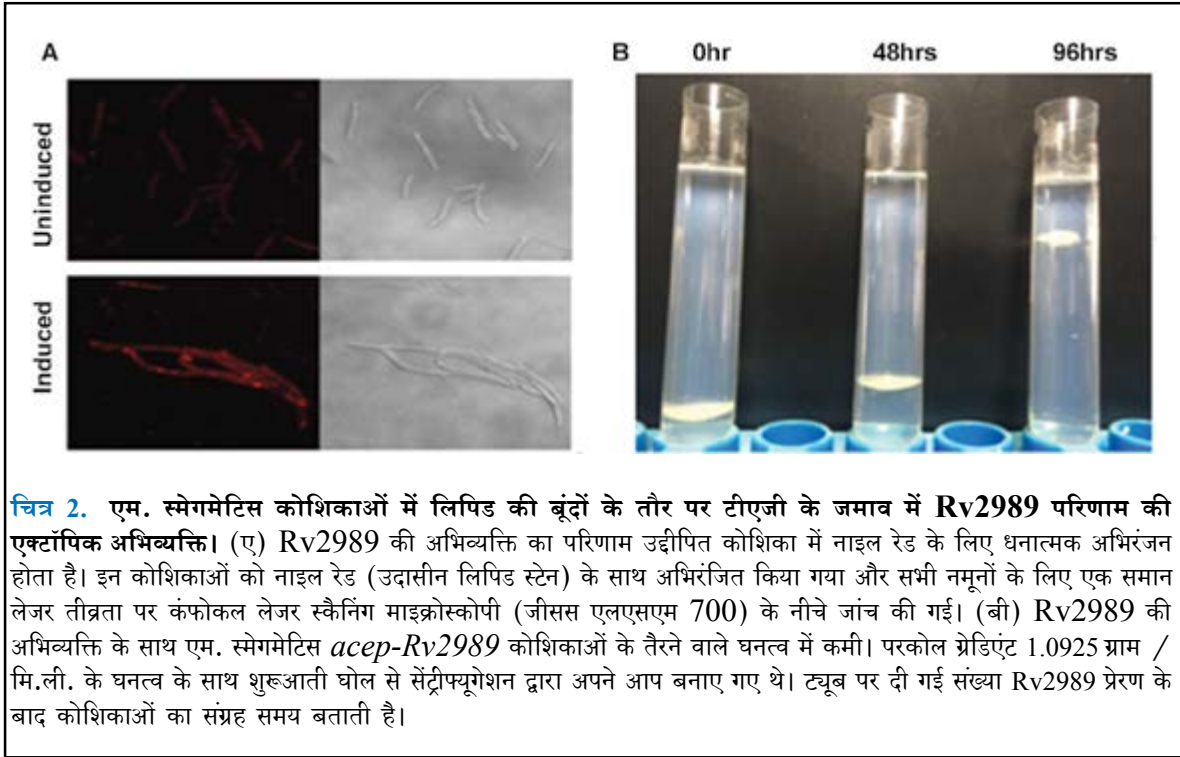 A
B
0hr 48hrs 96hrs
Uninduced
Induced
चित्र 2. एम. स्मेगमेटिस कोशिकाओं में लिपिड की बूंदों के तौर पर टीएजी के जमाव में Rv2989 परिणाम की
एक्टॉपिक अभिव्यक्ति। (ए) Rv2989 की अभिव्यक्ति का परिणाम उद्दीपित कोशिका में नाइल रेड के लिए धनात्मक अभिरंजन
होता है। इन कोशिकाओं को नाइल रेड (उदासीन लिपिड स्टेन) के साथ अभिरंजित किया गया और सभी नमूनों के लिए एक समान
लेजर तीव्रता पर कंफोकल लेजर स्कैनिंग माइक्रोस्कोपी (जीसस एलएसएम 700) के नीचे जांच की गई। (बी) Rv2989 की
अभिव्यक्ति के साथ एम. स्मेगमेटिस acep-Rv2989 कोशिकाओं के तैरने वाले घनत्व में कमी। परकोल ग्रेडिएंट 1.0925 ग्राम /
मि.ली. के घनत्व के साथ शुरूआती घोल से सेंट्रीफ्यूगेशन द्वारा अपने आप बनाए गए थे। ट्यूब पर दी गई संख्या Rv2989 प्रेरण के
बाद कोशिकाओं का संग्रह समय बताती है।